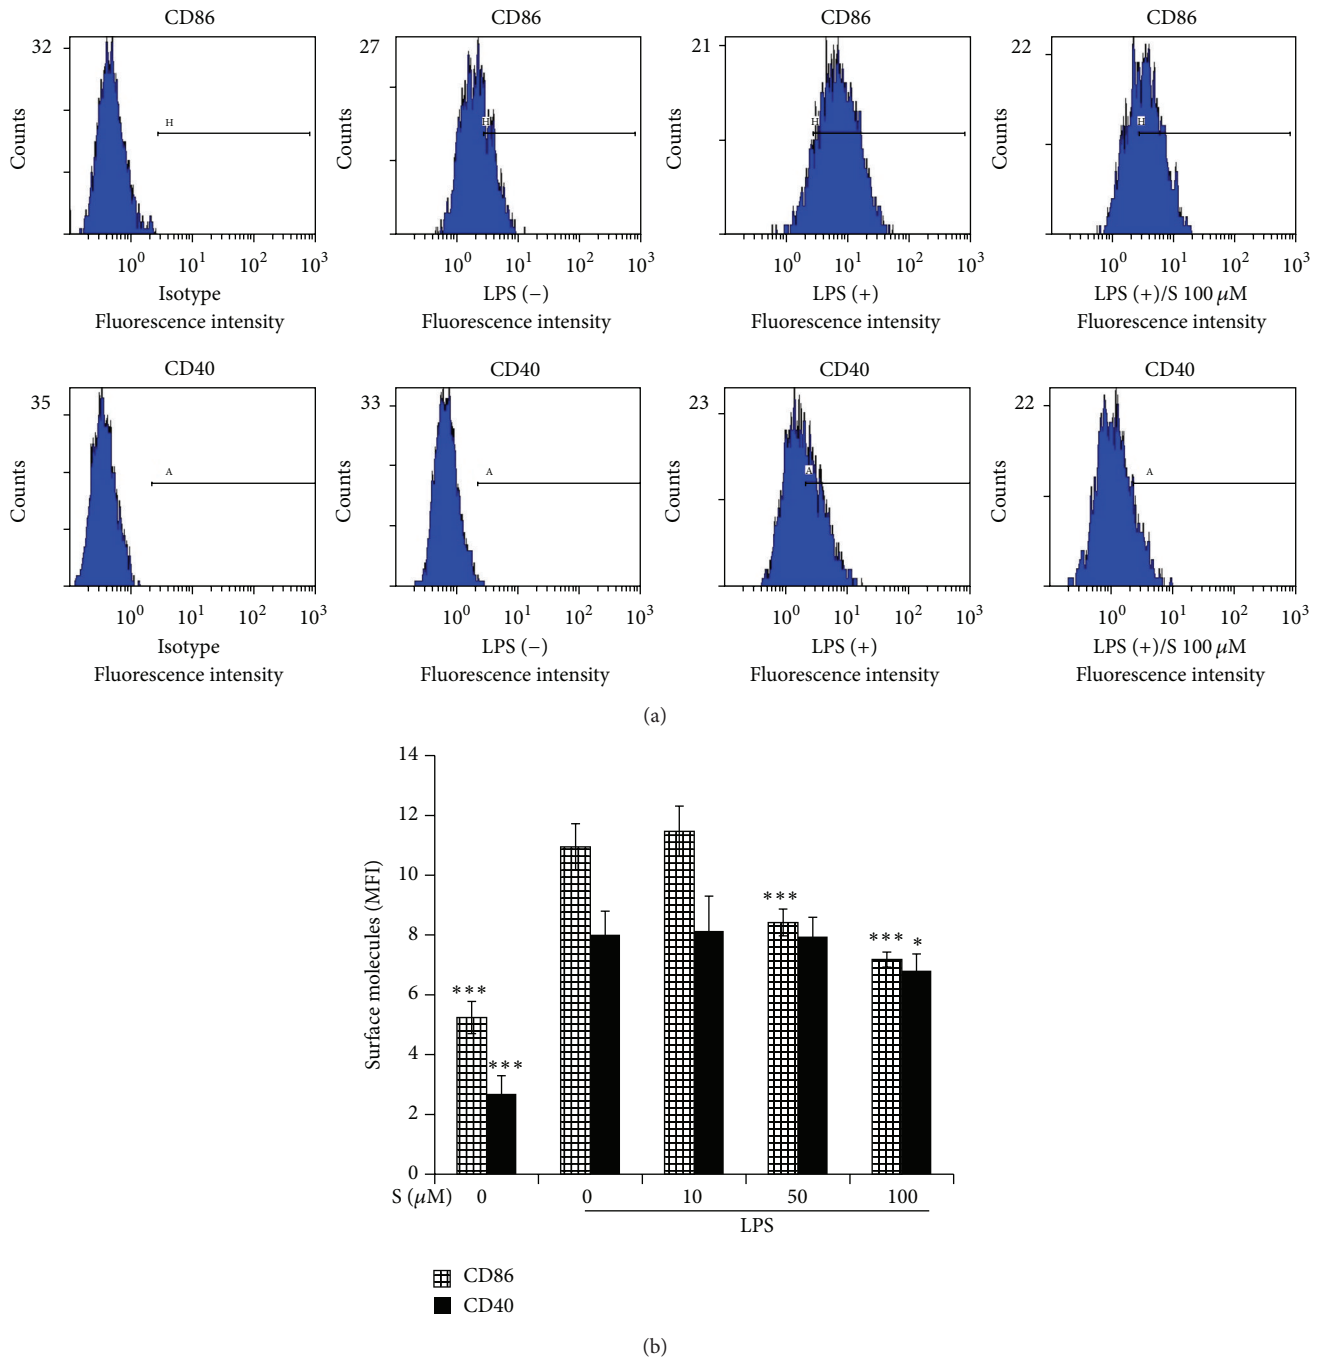 CD86 CD86 CD86 CD86
32 27 21 22
Counts Counts Counts Counts
H H H H
10^0 10^1 10^2 10^3 10^0 10^1 10^2 10^3 10^0 10^1 10^2 10^3 10^0 10^1 10^2 10^3
Isotype LPS (−) LPS (+) LPS (+)/S 100 μM
Fluorescence intensity Fluorescence intensity Fluorescence intensity Fluorescence intensity
CD40 CD40 CD40 CD40
35 33 23 22
Counts Counts Counts Counts
A A A A
10^0 10^1 10^2 10^3 10^0 10^1 10^2 10^3 10^0 10^1 10^2 10^3 10^0 10^1 10^2 10^3
Isotype LPS (−) LPS (+) LPS (+)/S 100 μM
Fluorescence intensity Fluorescence intensity Fluorescence intensity Fluorescence intensity
(a)
Surface molecules (MFI)
14
12
10
8
6
4
2
0
*** *** *** *** *
S (μM) 0 0 10 50 100
LPS
CD86
CD40
(b)